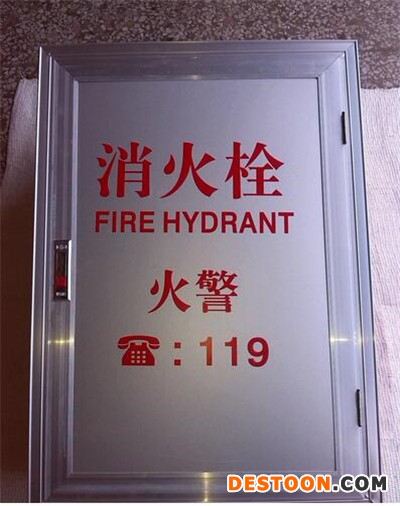 消火栓
FIRE HYDRANT
火警
☎:119
DESTOON.COM